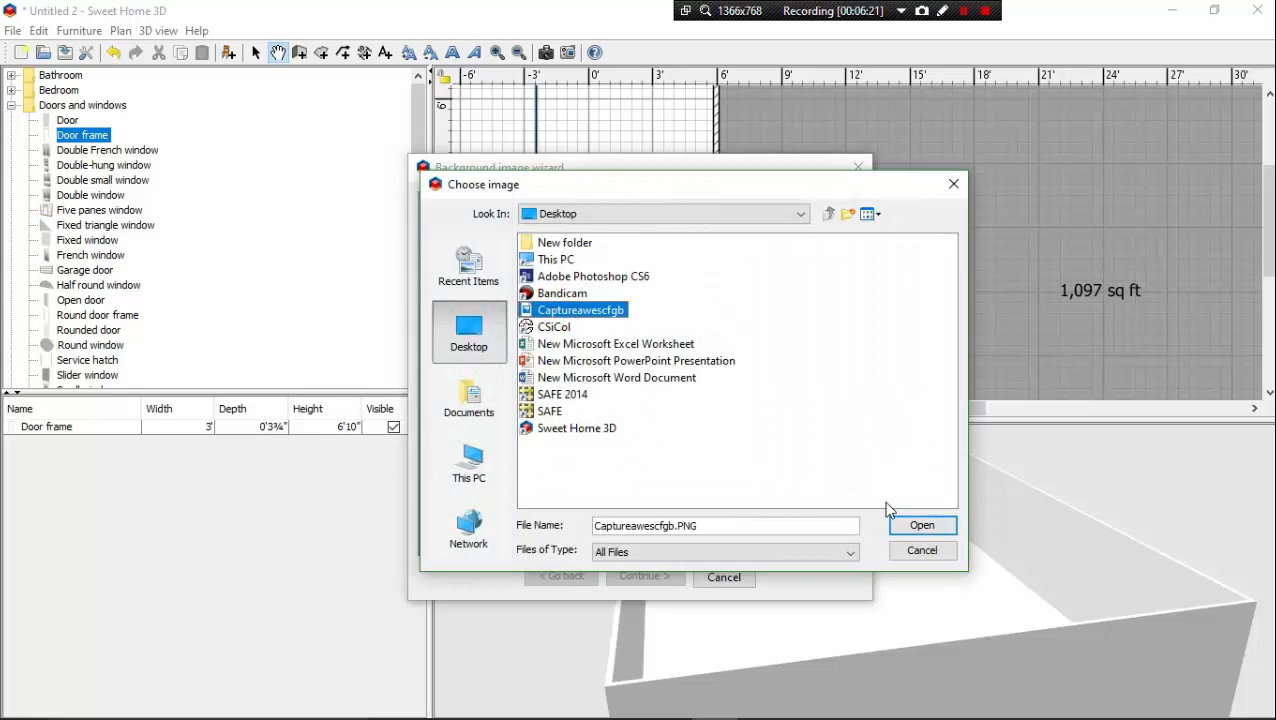 * Untitled 2 - Sweet Home 3D
1366x768
Recording [00:06:21]
File Edit Furniture Plan 3D view Help
Bathroom
Bedroom
Doors and windows
Door
Door frame
Double French window
Double-hung window
Double small window
Double window
Five panes window
Fixed triangle window
Fixed window
French window
Garage door
Half round window
Open door
Round door frame
Rounded door
Round window
Service hatch
Slider window
Name Width Depth Height Visible
Door frame 3' 0'3¾" 6'10"
-6' -3' 0' 3' 6' 9' 12' 15' 18' 21' 24' 27' 30'
1,097 sq ft
Background image wizard
Choose image
Look In: Desktop
Recent Items
Desktop
Documents
This PC
Network
New folder
This PC
Adobe Photoshop CS6
Bandicam
Captureawescfgb
CSiCol
New Microsoft Excel Worksheet
New Microsoft PowerPoint Presentation
New Microsoft Word Document
SAFE 2014
SAFE
Sweet Home 3D
File Name: Captureawescfgb.PNG Open
Files of Type: All Files Cancel
< Go back Continue > Cancel